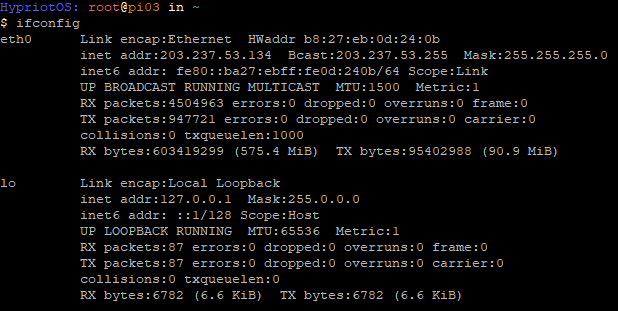 HypriotOS: root@pi03 in ~
$ ifconfig
eth0      Link encap:Ethernet  HWaddr b8:27:eb:0d:24:0b
          inet addr:203.237.53.134  Bcast:203.237.53.255  Mask:255.255.255.0
          inet6 addr: fe80::ba27:ebff:fe0d:240b/64 Scope:Link
          UP BROADCAST RUNNING MULTICAST  MTU:1500  Metric:1
          RX packets:4504963 errors:0 dropped:0 overruns:0 frame:0
          TX packets:947721 errors:0 dropped:0 overruns:0 carrier:0
          collisions:0 txqueuelen:1000
          RX bytes:603419299 (575.4 MiB)  TX bytes:95402988 (90.9 MiB)
lo        Link encap:Local Loopback
          inet addr:127.0.0.1  Mask:255.0.0.0
          inet6 addr: ::1/128 Scope:Host
          UP LOOPBACK RUNNING  MTU:65536  Metric:1
          RX packets:87 errors:0 dropped:0 overruns:0 frame:0
          TX packets:87 errors:0 dropped:0 overruns:0 carrier:0
          collisions:0 txqueuelen:0
          RX bytes:6782 (6.6 KiB)  TX bytes:6782 (6.6 KiB)